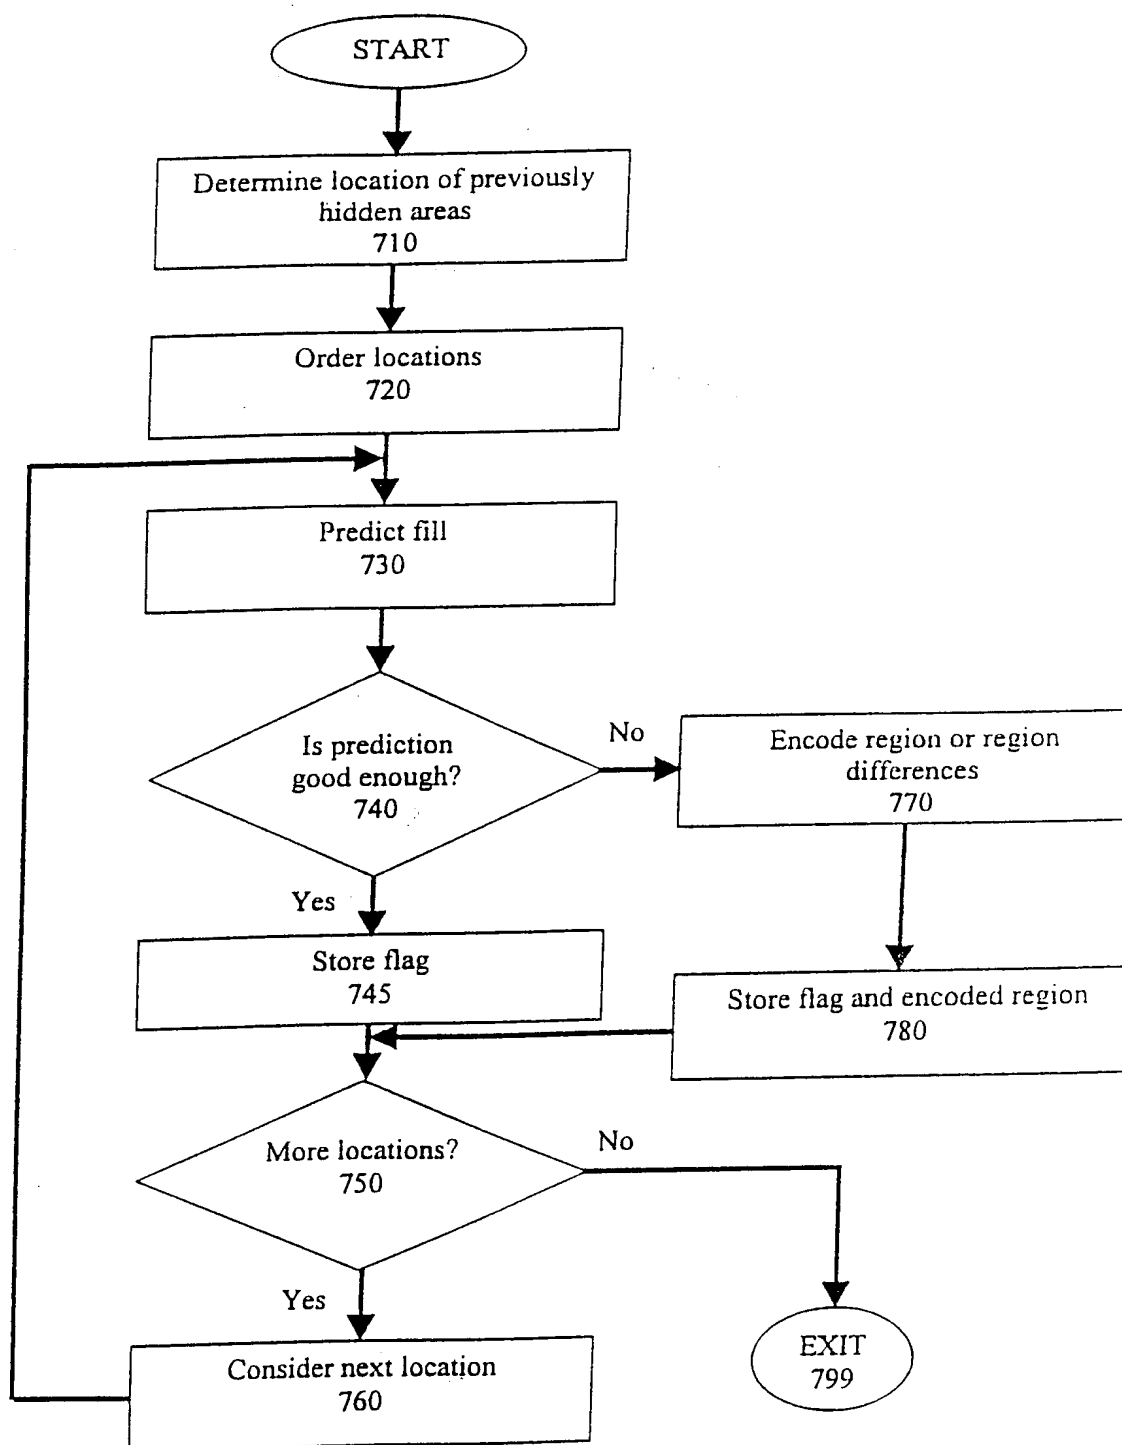 START
Determine location of previously
hidden areas
710
Order locations
720
Predict fill
730
Is prediction
good enough?
740
No
Encode region or region
differences
770
Yes
Store flag
745
Store flag and encoded region
780
More locations?
750
No
Yes
Consider next location
760
EXIT
799